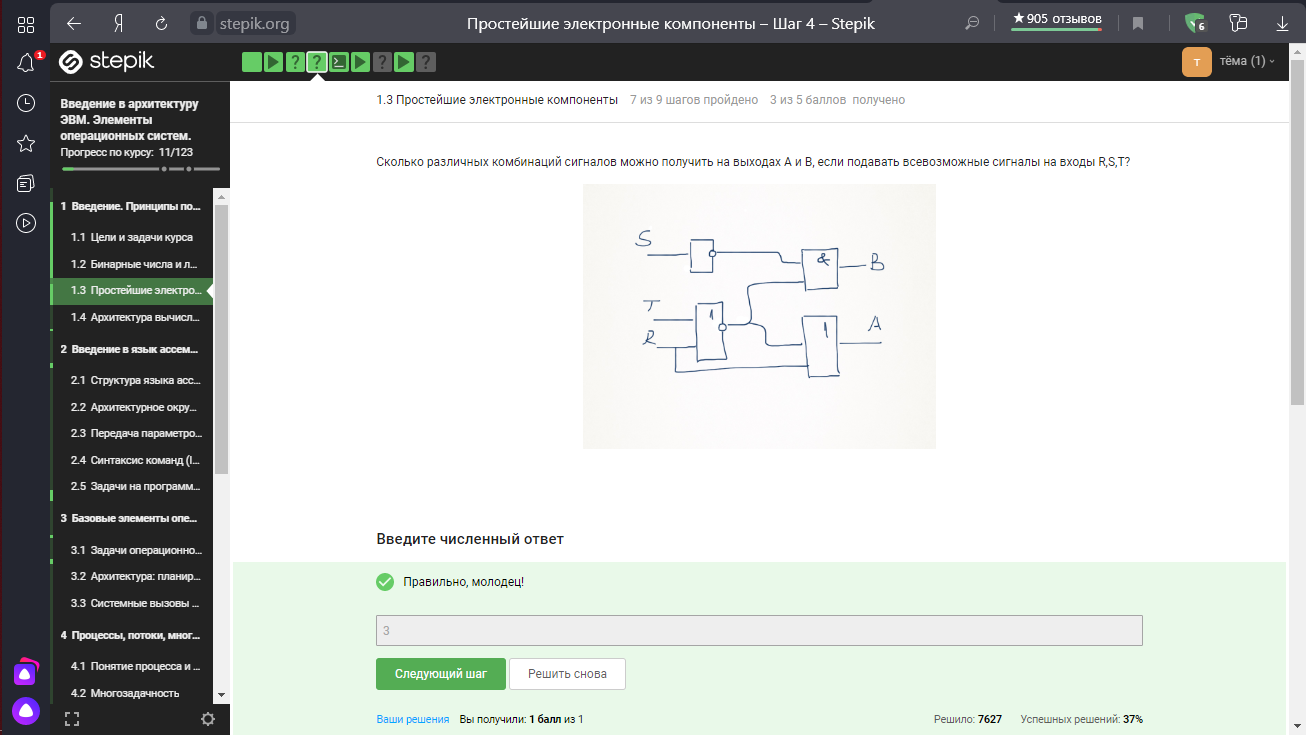 stepik.org
Простейшие электронные компоненты – Шаг 4 – Stepik
★905 отзывов
6
1
stepik
? ? ? ?
т
тёма (1)
Введение в архитектуру
ЭВМ. Элементы
операционных систем.
Прогресс по курсу: 11/123
1 Введение. Принципы по...
1.1 Цели и задачи курса
1.2 Бинарные числа и л...
1.3 Простейшие электро...
1.4 Архитектура вычисл...
2 Введение в язык ассем...
2.1 Структура языка асс...
2.2 Архитектурное окру...
2.3 Передача параметро...
2.4 Синтаксис команд (I...
2.5 Задачи на программ...
3 Базовые элементы опе...
3.1 Задачи операционно...
3.2 Архитектура: планир...
3.3 Системные вызовы ...
4 Процессы, потоки, мног...
4.1 Понятие процесса и ...
4.2 Многозадачность
1.3 Простейшие электронные компоненты 7 из 9 шагов пройдено 3 из 5 баллов получено
Сколько различных комбинаций сигналов можно получить на выходах A и B, если подавать всевозможные сигналы на входы R,S,T?
S
& B
T
1
R
1 A
Введите численный ответ
Правильно, молодец!
3
Следующий шаг
Решить снова
Ваши решения Вы получили: 1 балл из 1
Решило: 7627 Успешных решений: 37%